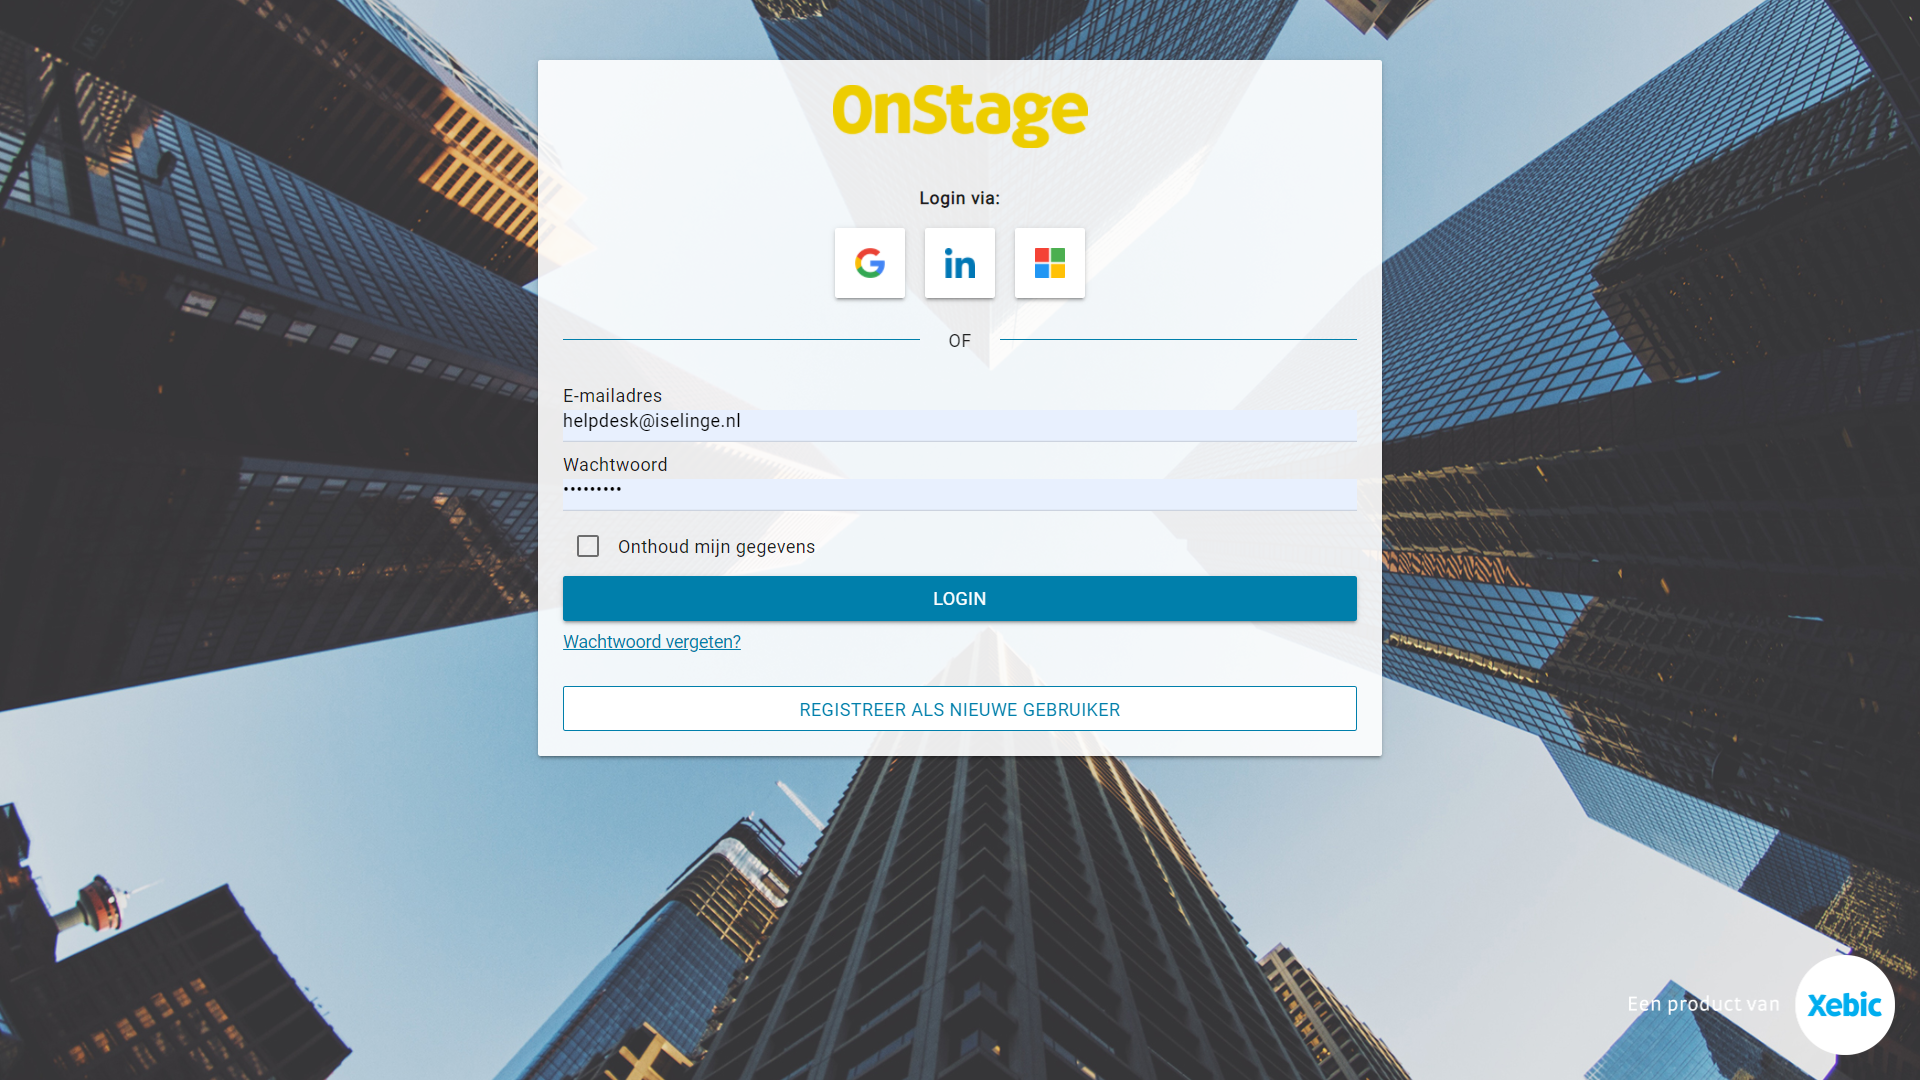 OnStage
Login via:
OF
E-mailadres
helpdesk@iselinge.nl
Wachtwoord
•••••••••
Onthoud mijn gegevens
LOGIN
Wachtwoord vergeten?
REGISTREER ALS NIEUWE GEBRUIKER
Een product van
Xebic